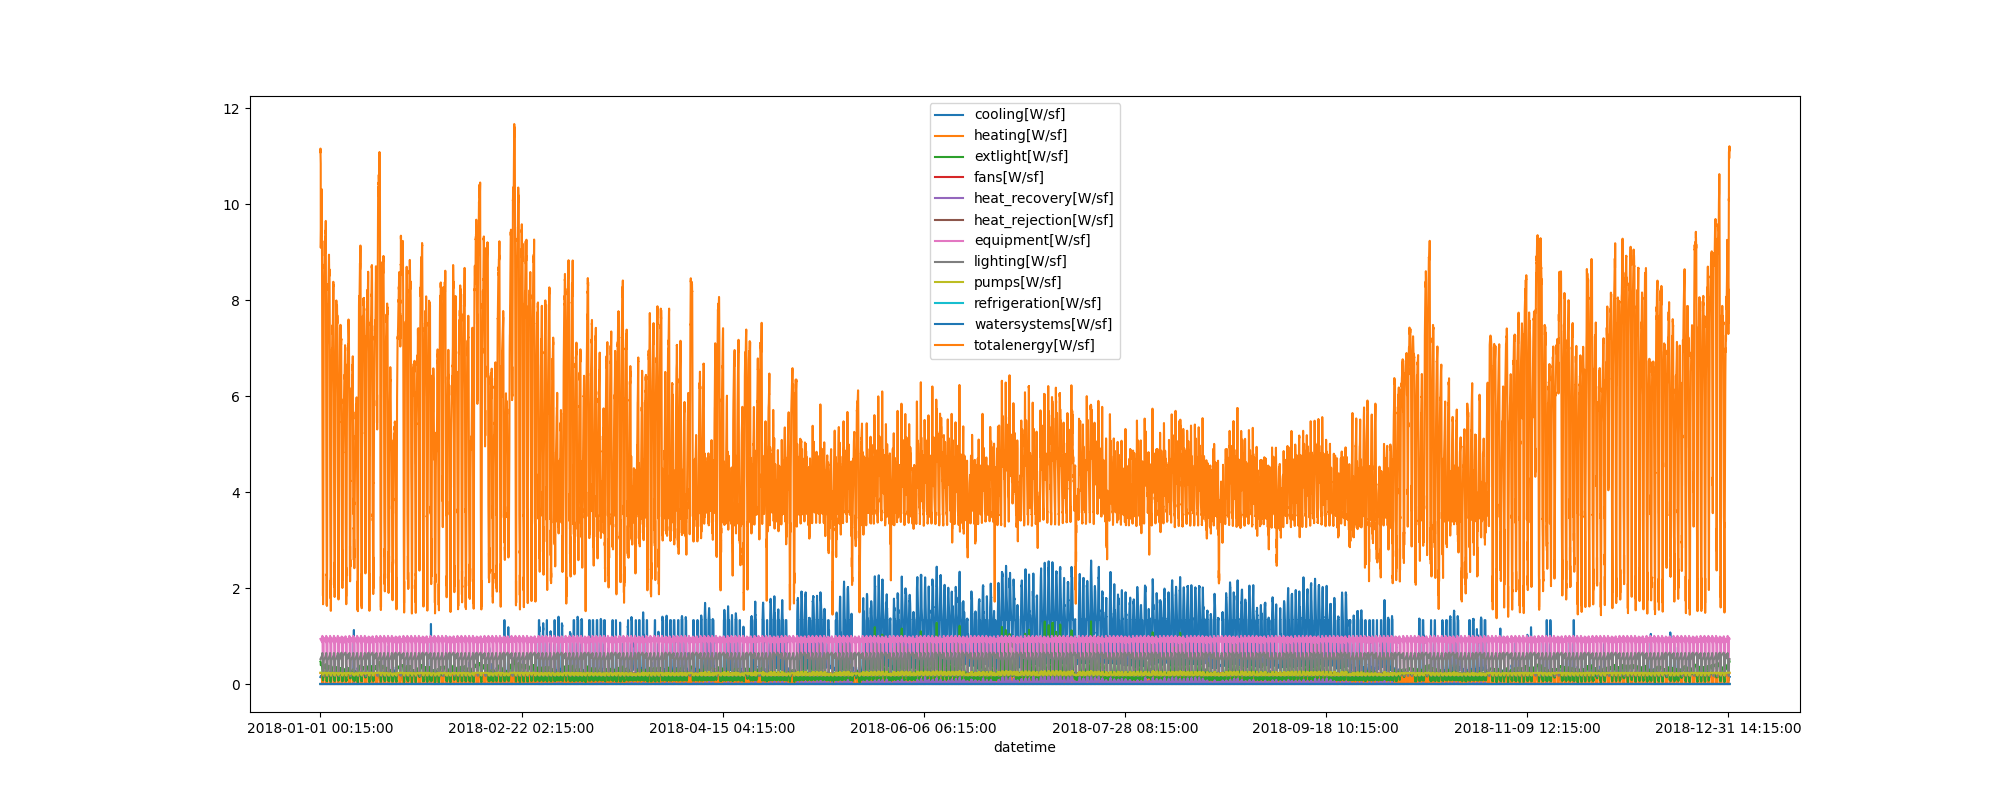 12
10
8
6
4
2
0
cooling[W/sf]
heating[W/sf]
extlight[W/sf]
fans[W/sf]
heat_recovery[W/sf]
heat_rejection[W/sf]
equipment[W/sf]
lighting[W/sf]
pumps[W/sf]
refrigeration[W/sf]
watersystems[W/sf]
totalenergy[W/sf]
2018-01-01 00:15:00 2018-02-22 02:15:00 2018-04-15 04:15:00 2018-06-06 06:15:00 2018-07-28 08:15:00 2018-09-18 10:15:00 2018-11-09 12:15:00 2018-12-31 14:15:00
datetime